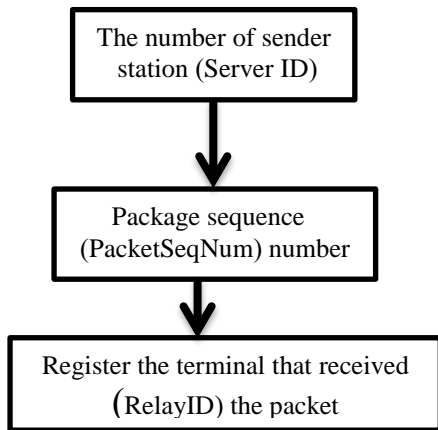 The number of sender
station (Server ID)
Package sequence
(PacketSeqNum) number
Register the terminal that received
(RelayID) the packet